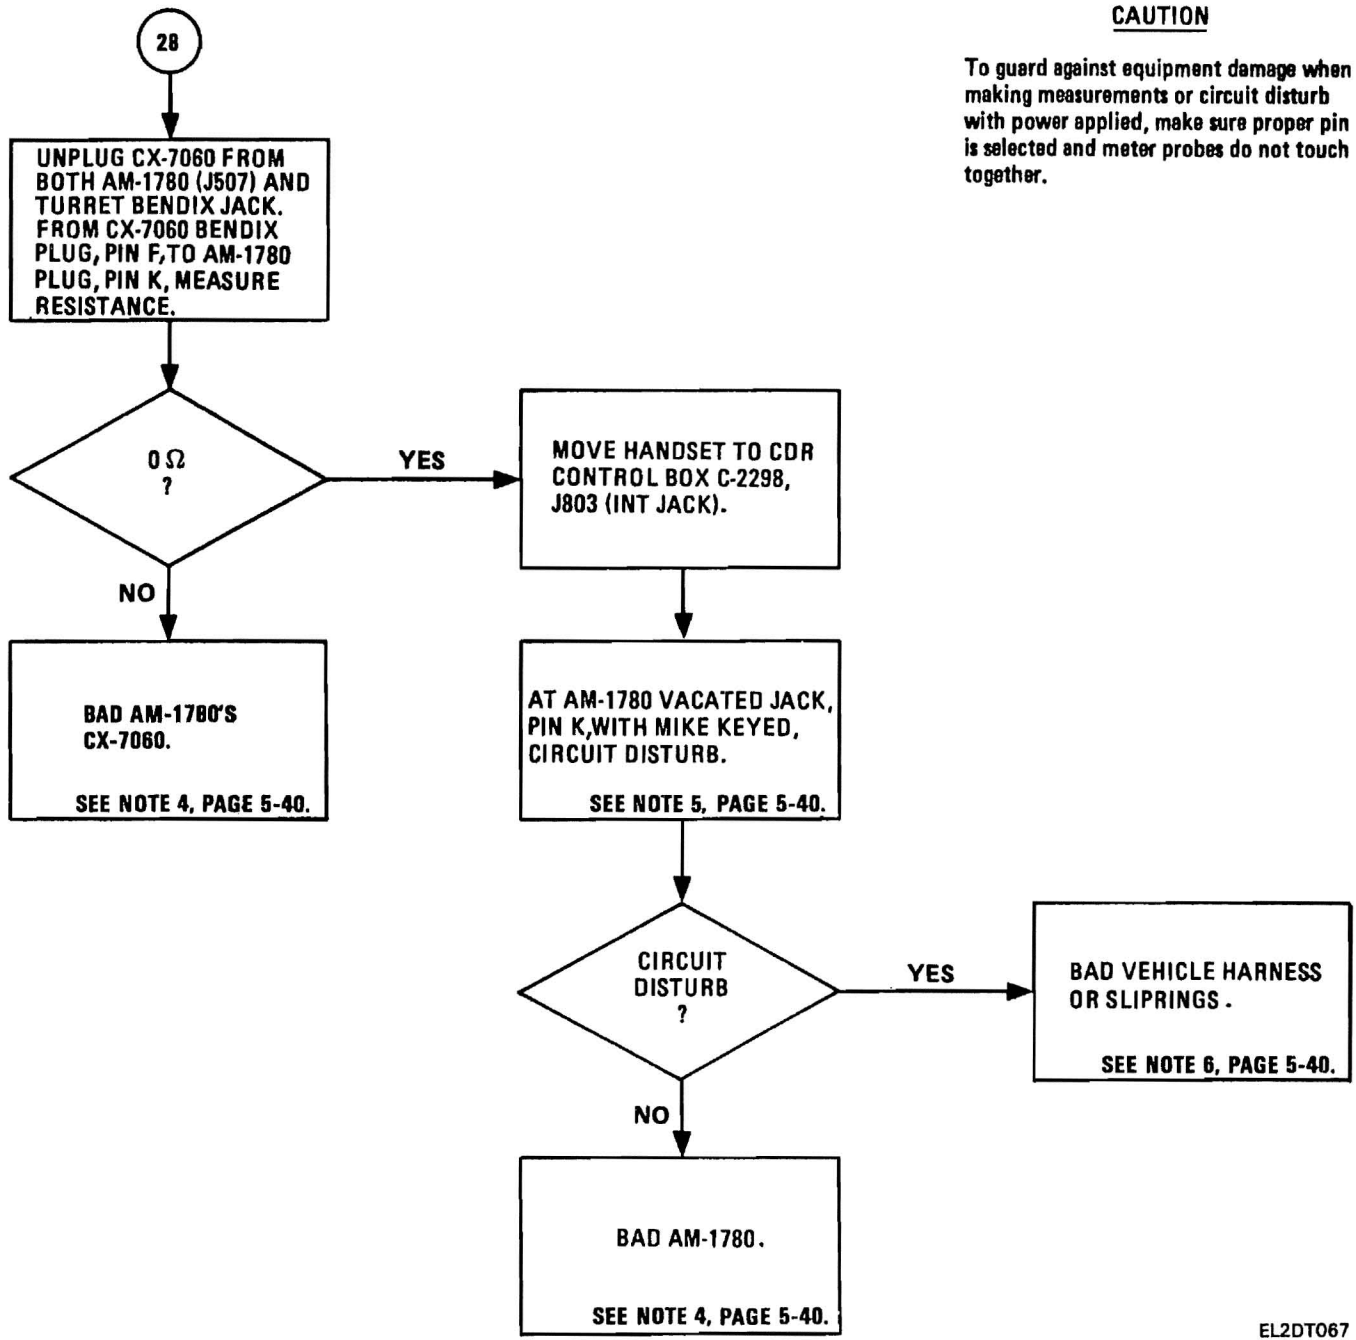 28
CAUTION
To guard against equipment damage when
making measurements or circuit disturb
with power applied, make sure proper pin
is selected and meter probes do not touch
together.
UNPLUG CX-7060 FROM
BOTH AM-1780 (J507) AND
TURRET BENDIX JACK.
FROM CX-7060 BENDIX
PLUG, PIN F, TO AM-1780
PLUG, PIN K, MEASURE
RESISTANCE.
0 Ω
?
YES
MOVE HANDSET TO CDR
CONTROL BOX C-2298,
J803 (INT JACK).
NO
BAD AM-1780'S
CX-7060.
SEE NOTE 4, PAGE 5-40.
AT AM-1780 VACATED JACK,
PIN K, WITH MIKE KEYED,
CIRCUIT DISTURB.
SEE NOTE 5, PAGE 5-40.
CIRCUIT
DISTURB
?
YES
BAD VEHICLE HARNESS
OR SLIPRINGS.
SEE NOTE 6, PAGE 5-40.
NO
BAD AM-1780.
SEE NOTE 4, PAGE 5-40.
EL2DT067